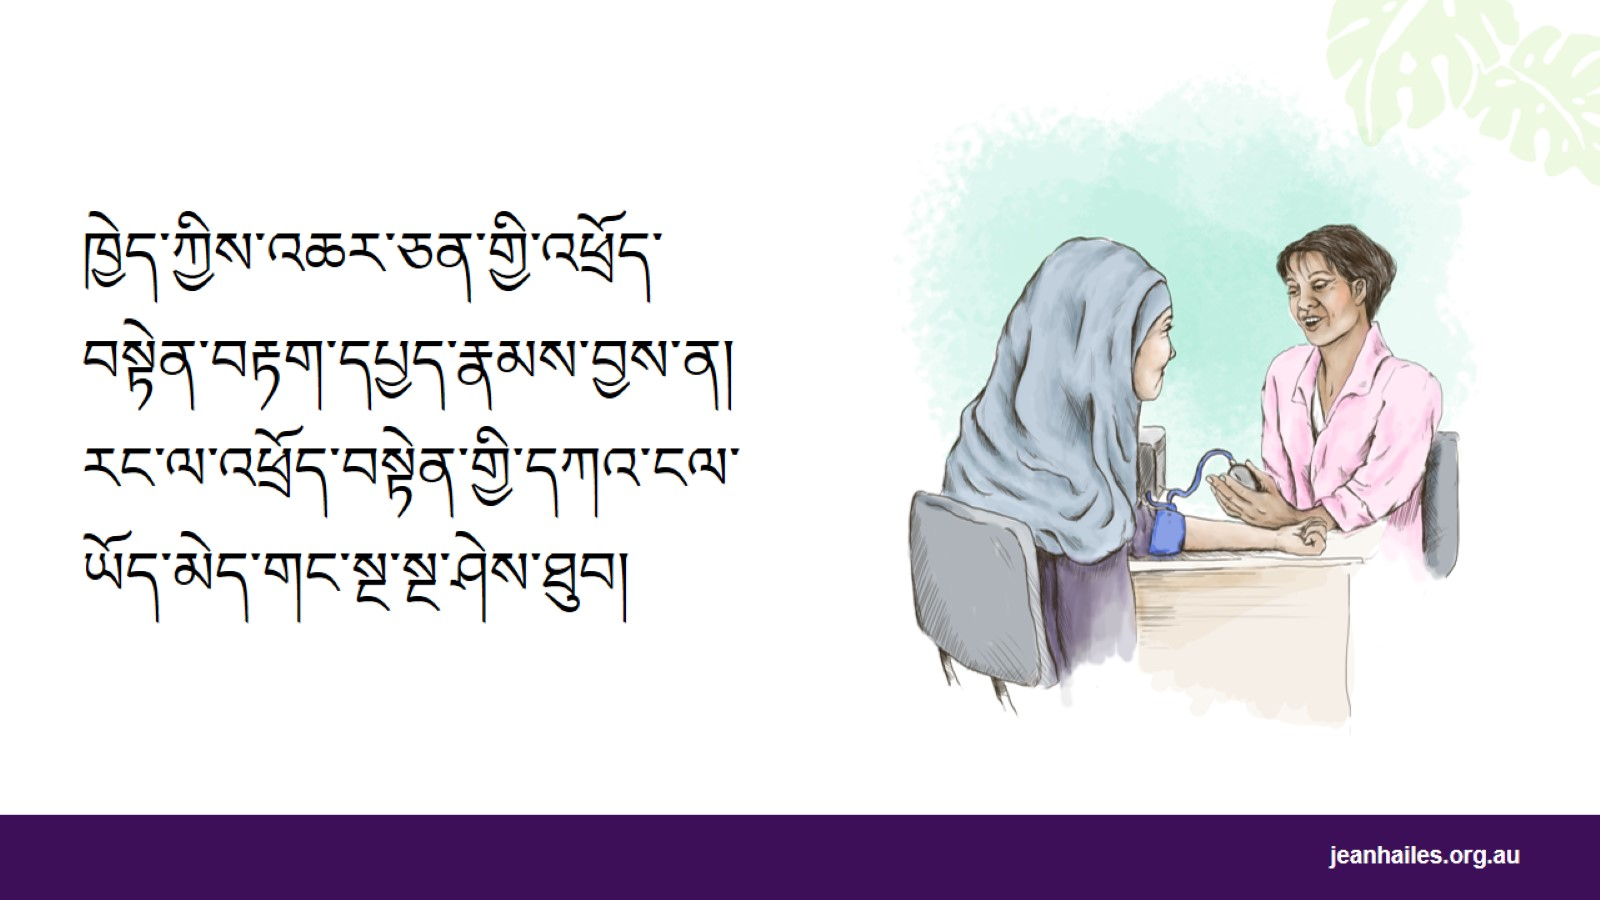 ཁྱེད་ཀྱིས་འཆར་ཅན་གྱི་འཕྲོད་
བསྟེན་བརྟག་དཔྱད་རྣམས་བྱས་ན།
རང་ལ་འཕྲོད་བསྟེན་གྱི་དཀའ་ངལ་
ཡོད་མེད་གང་སྔ་སྔ་ཤེས་ཐུབ།
jeanhailes.org.au